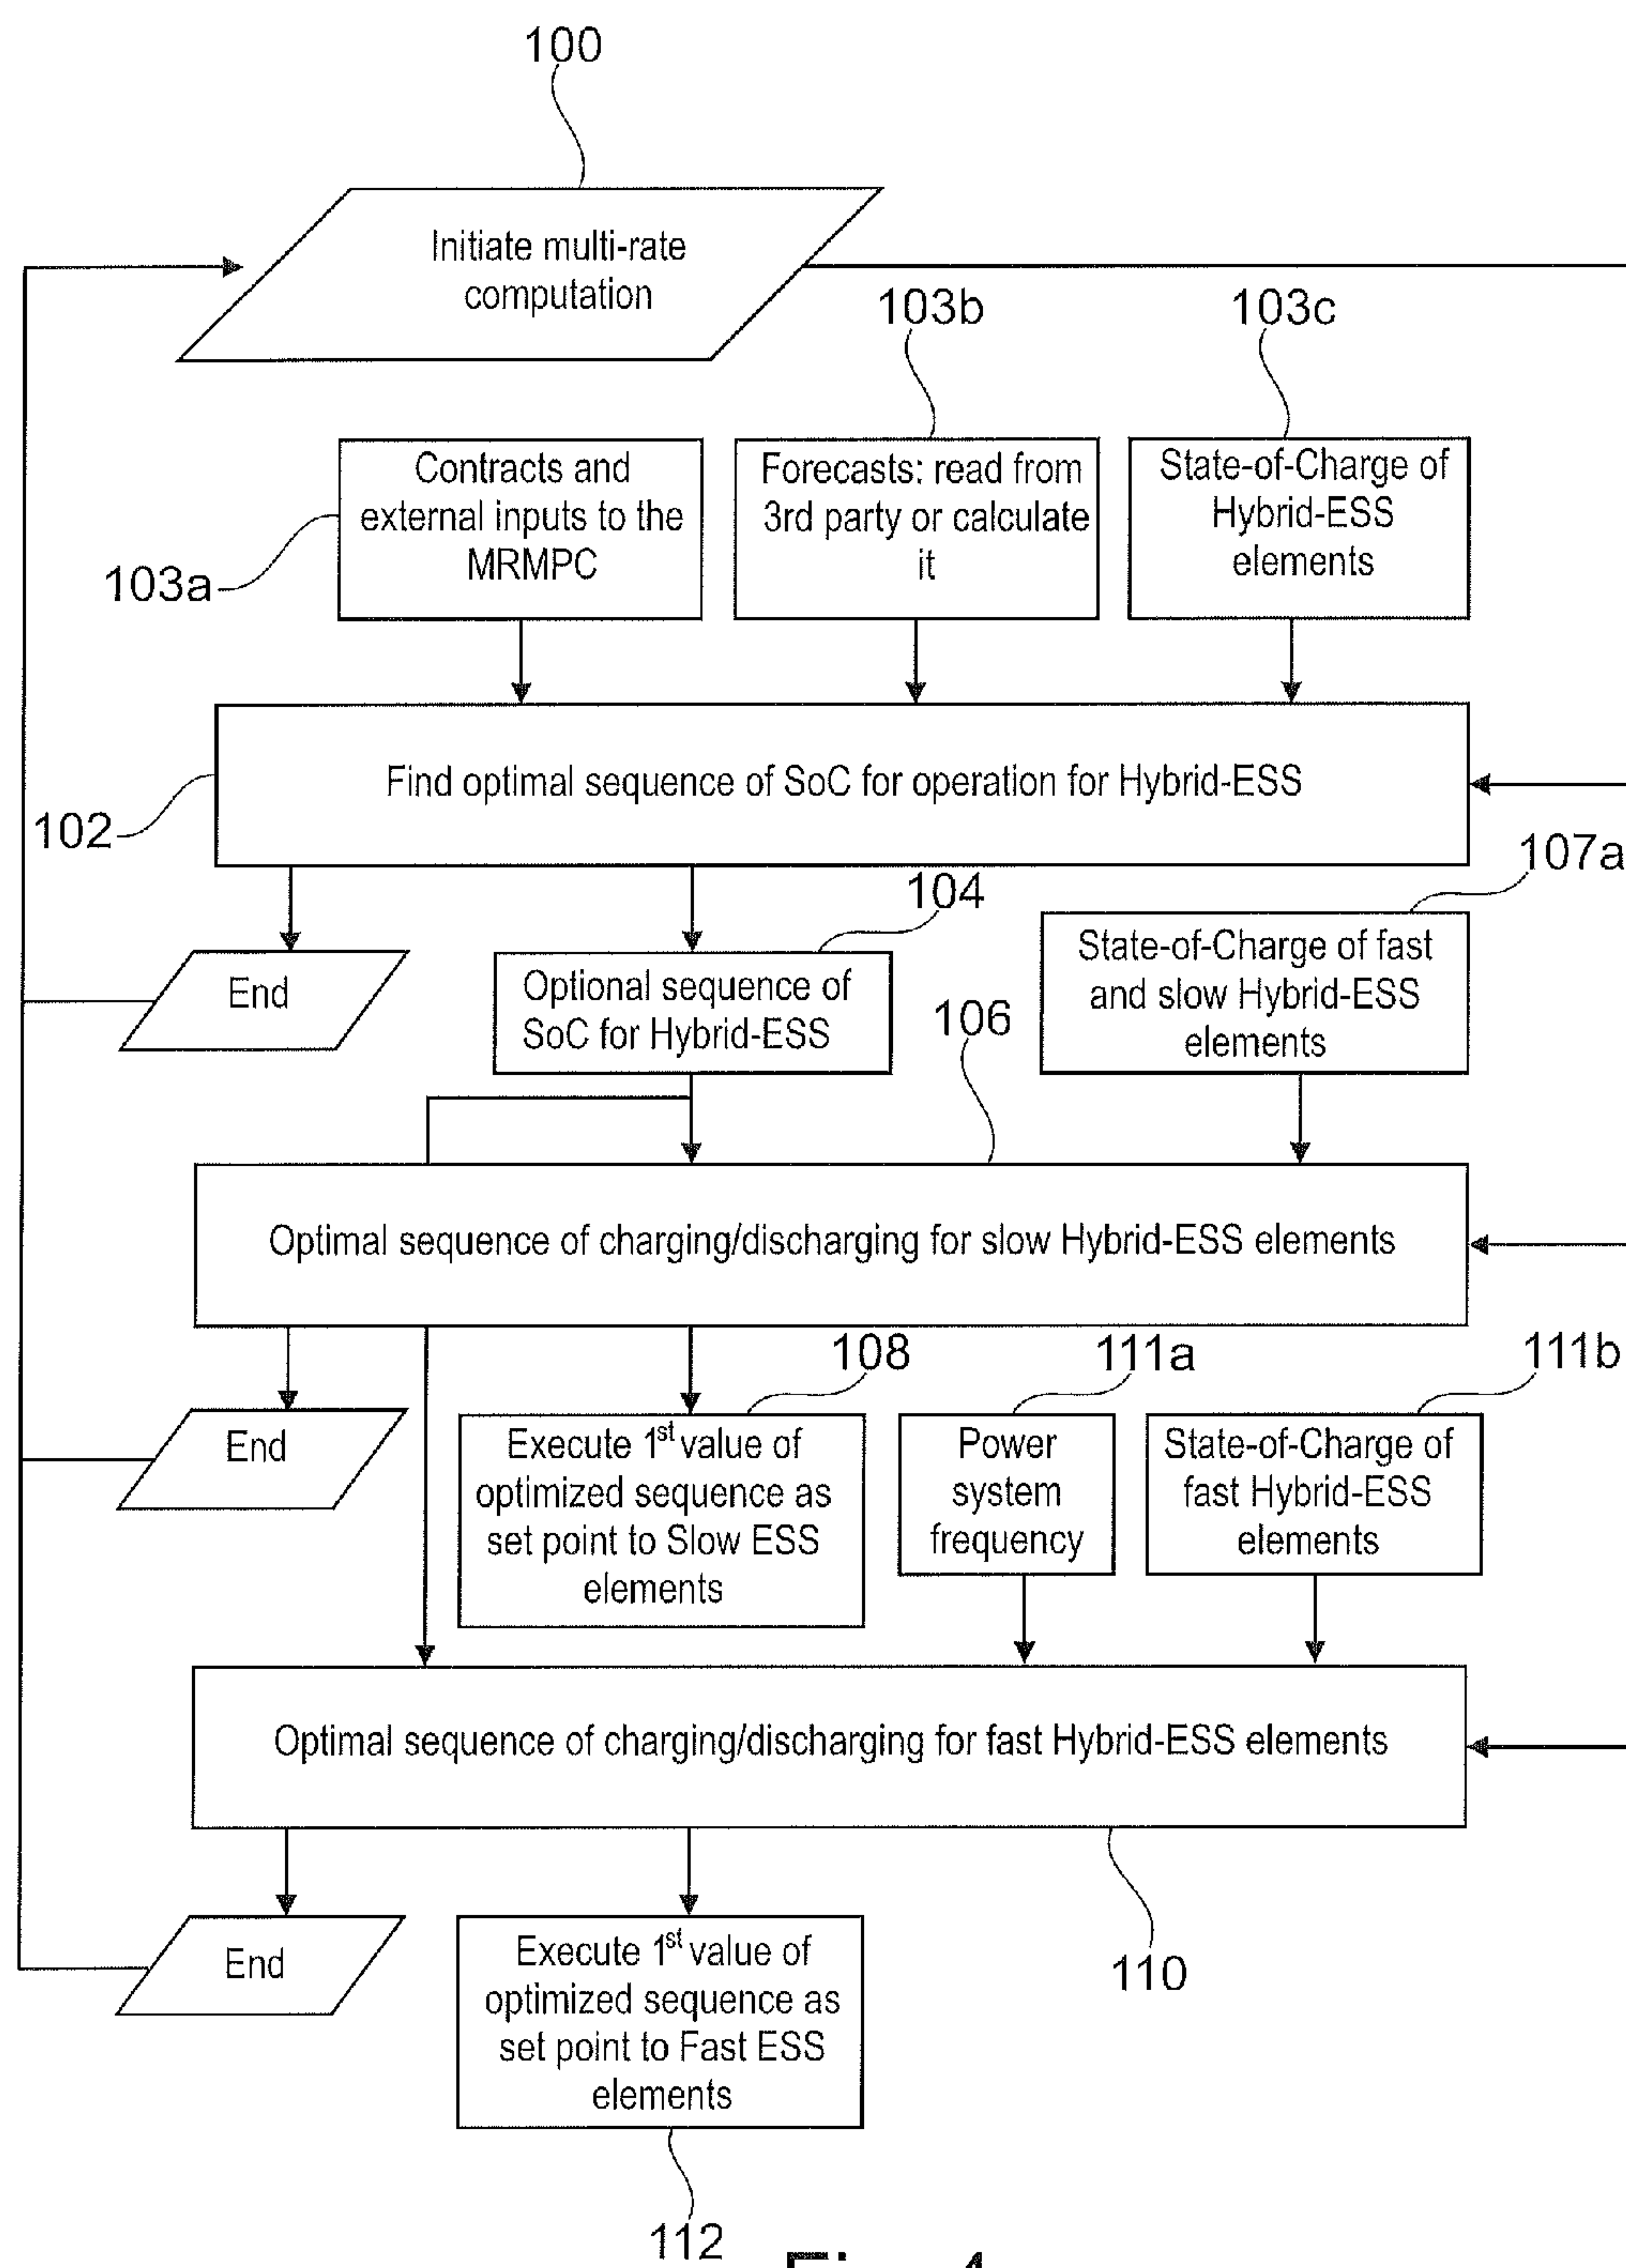 100
Initiate multi-rate
computation
103b
103c
Contracts and
external inputs to the
MRMPC
Forecasts: read from
3rd party or calculate
it
State-of-Charge of
Hybrid-ESS
elements
103a
Find optimal sequence of SoC for operation for Hybrid-ESS
102
107a
104
End
Optional sequence of
SoC for Hybrid-ESS
State-of-Charge of fast
and slow Hybrid-ESS
elements
106
Optimal sequence of charging/discharging for slow Hybrid-ESS elements
108
111a
111b
End
Execute 1st value of
optimized sequence as
set point to Slow ESS
elements
Power
system
frequency
State-of-Charge of
fast Hybrid-ESS
elements
Optimal sequence of charging/discharging for fast Hybrid-ESS elements
End
Execute 1st value of
optimized sequence as
set point to Fast ESS
elements
110
112